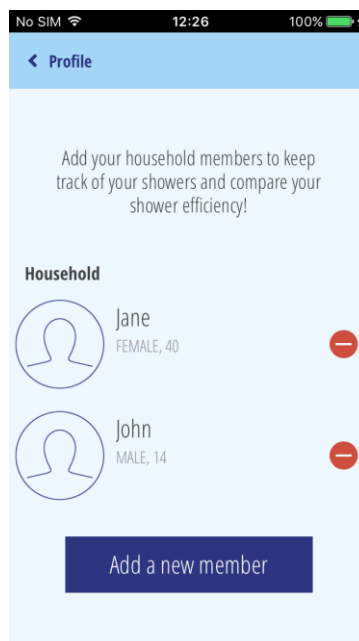 No SIM 12:26 100%
Profile
Add your household members to keep
track of your showers and compare your
shower efficiency!
Household
Jane
FEMALE, 40
John
MALE, 14
Add a new member